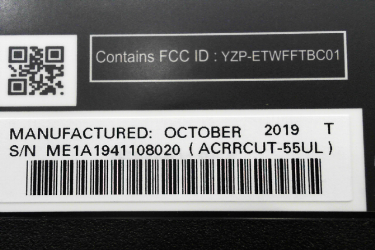 Contains FCC ID : YZP-ETWFFTBC01
MANUFACTURED: OCTOBER 2019 T
S/N ME1A1941108020 ( ACRRCUT-55UL )